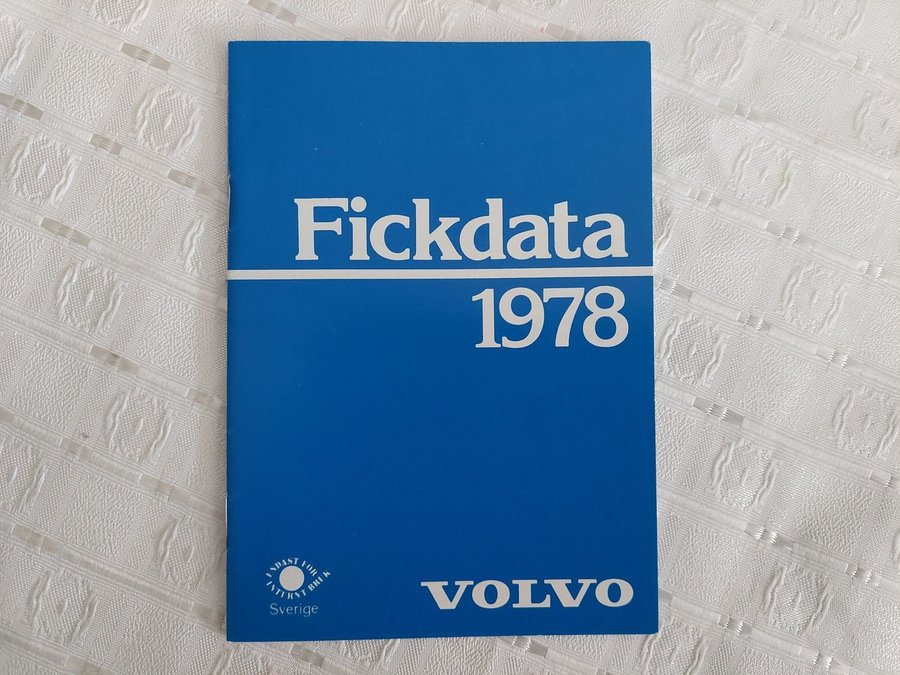 Fickdata
1978
ENDAST FÖR
INTERNT BRUK
Sverige
VOLVO